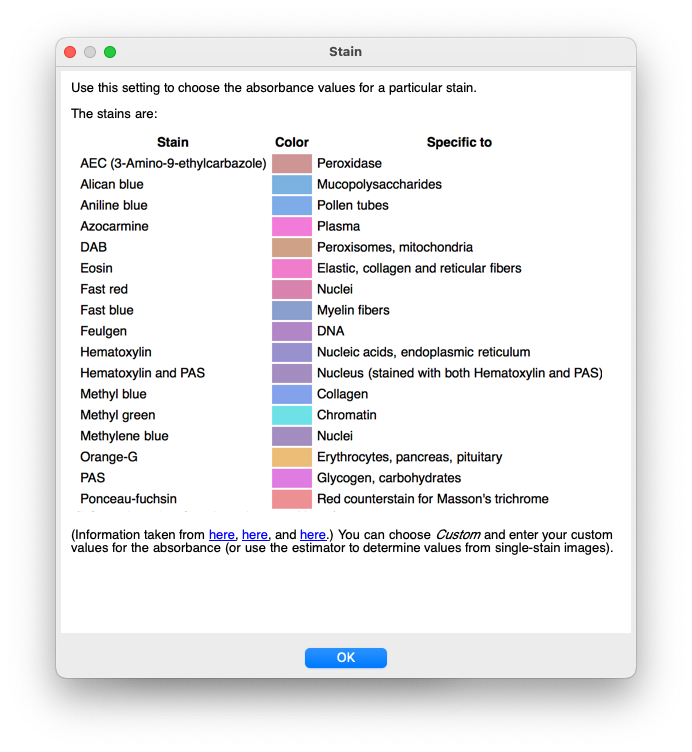 Stain
Use this setting to choose the absorbance values for a particular stain.
The stains are:
Stain Color Specific to
AEC (3-Amino-9-ethylcarbazole) Peroxidase
Alican blue Mucopolysaccharides
Aniline blue Pollen tubes
Azocarmine Plasma
DAB Peroxisomes, mitochondria
Eosin Elastic, collagen and reticular fibers
Fast red Nuclei
Fast blue Myelin fibers
Feulgen DNA
Hematoxylin Nucleic acids, endoplasmic reticulum
Hematoxylin and PAS Nucleus (stained with both Hematoxylin and PAS)
Methyl blue Collagen
Methyl green Chromatin
Methylene blue Nuclei
Orange-G Erythrocytes, pancreas, pituitary
PAS Glycogen, carbohydrates
Ponceau-fuchsin Red counterstain for Masson's trichrome
(Information taken from here, here, and here.) You can choose Custom and enter your custom
values for the absorbance (or use the estimator to determine values from single-stain images).
OK